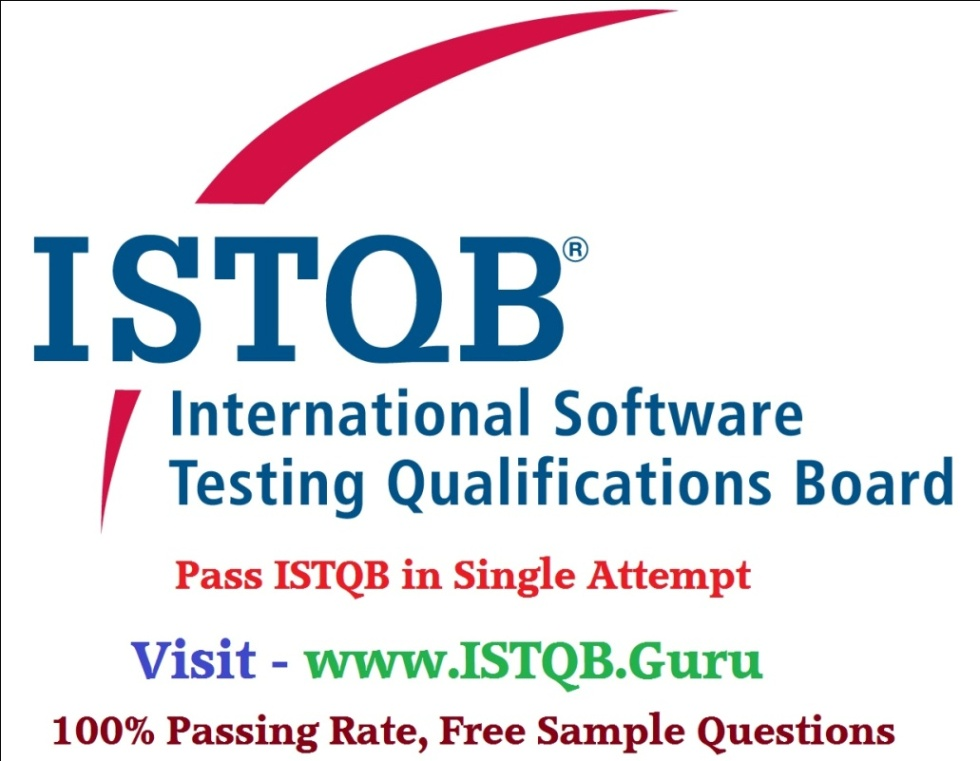 ISTQB®
International Software
Testing Qualifications Board
Pass ISTQB in Single Attempt
Visit - www.ISTQB.Guru
100% Passing Rate, Free Sample Questions